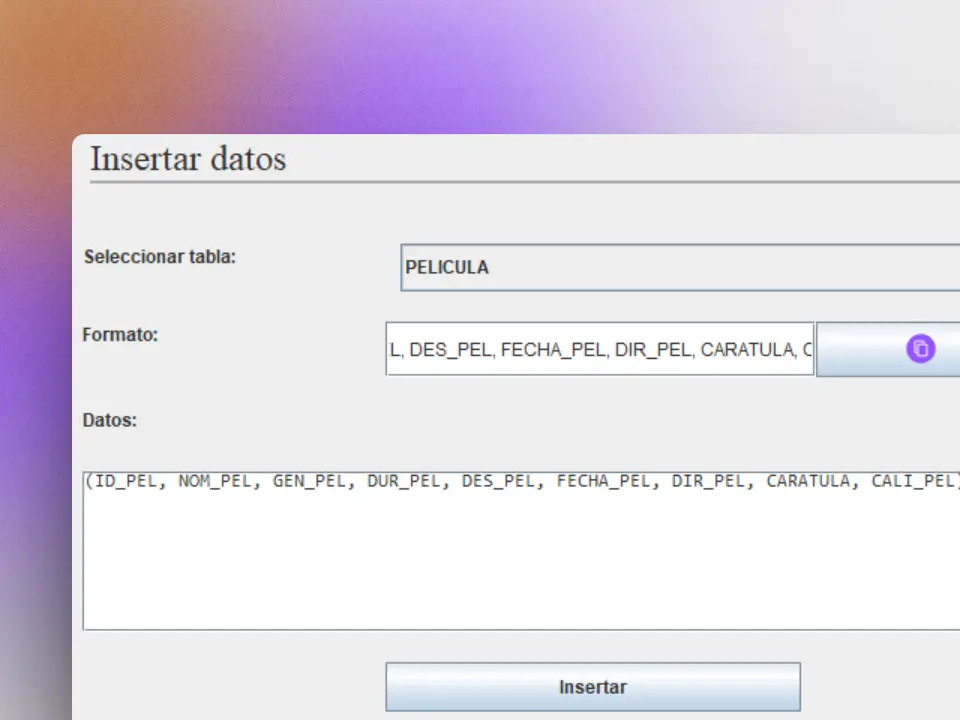 Insertar datos
Seleccionar tabla:
PELICULA
Formato:
L, DES_PEL, FECHA_PEL, DIR_PEL, CARATULA, C
Datos:
(ID_PEL, NOM_PEL, GEN_PEL, DUR_PEL, DES_PEL, FECHA_PEL, DIR_PEL, CARATULA, CALI_PEL)
Insertar